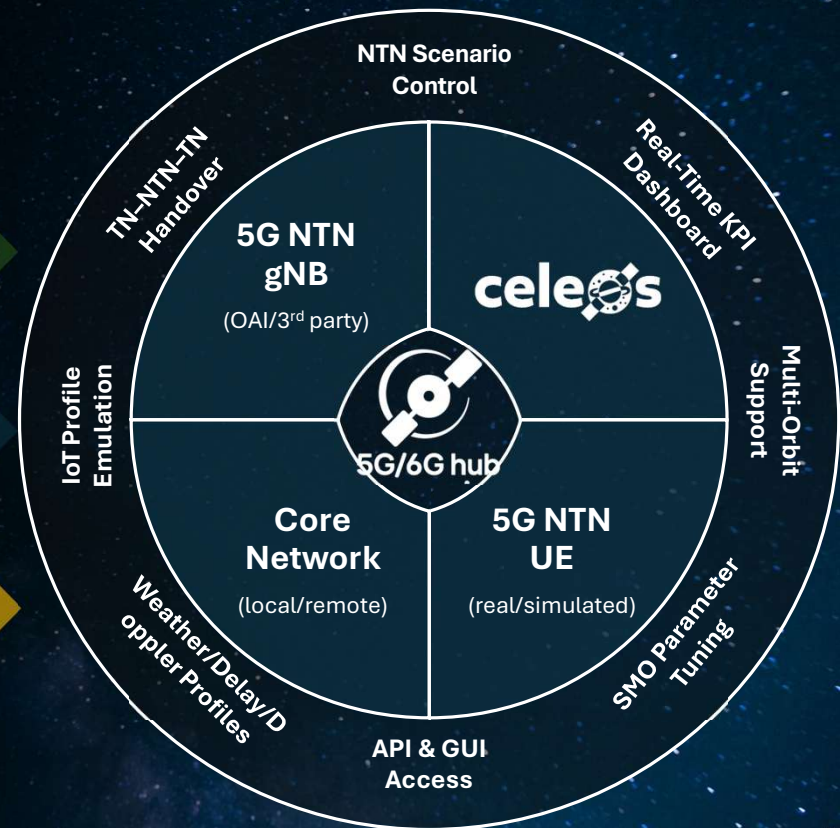 NTN Scenario
Control
Real-Time KPI
Dashboard
Multi-Orbit
Support
SMO Parameter
Tuning
API & GUI
Access
Weather/Delay/D
oppler Profiles
IoT Profile
Emulation
TN–NTN–TN
Handover
5G NTN
gNB
(OAI/3rd party)
celeos
5G/6G hub
Core
Network
(local/remote)
5G NTN
UE
(real/simulated)